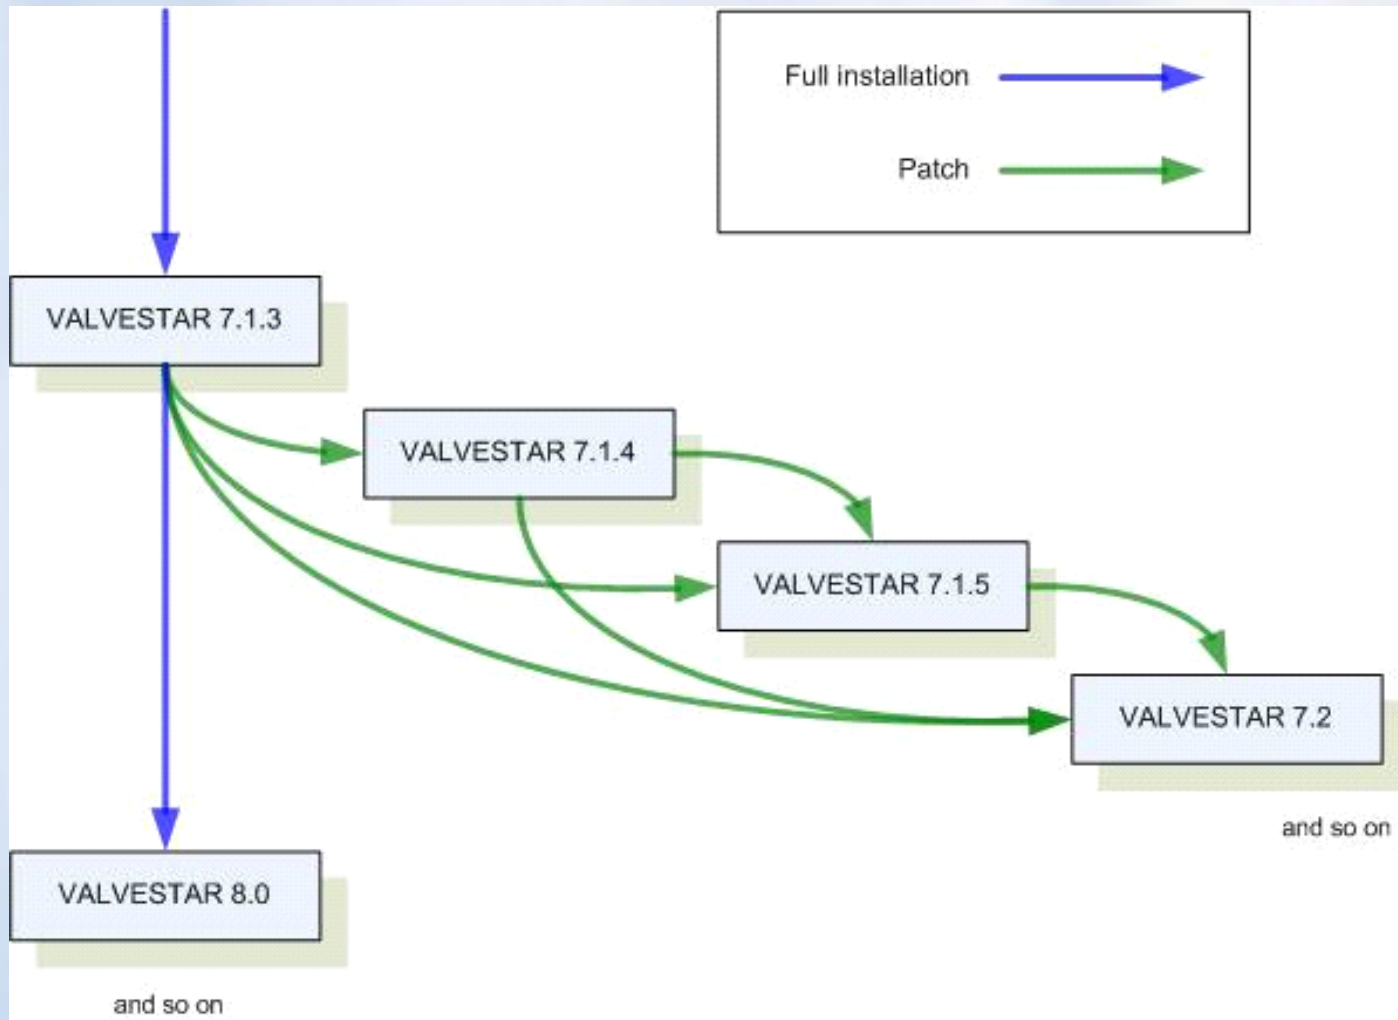 Full installation
Patch
VALVESTAR 7.1.3
VALVESTAR 7.1.4
VALVESTAR 7.1.5
VALVESTAR 7.2
and so on
VALVESTAR 8.0
and so on